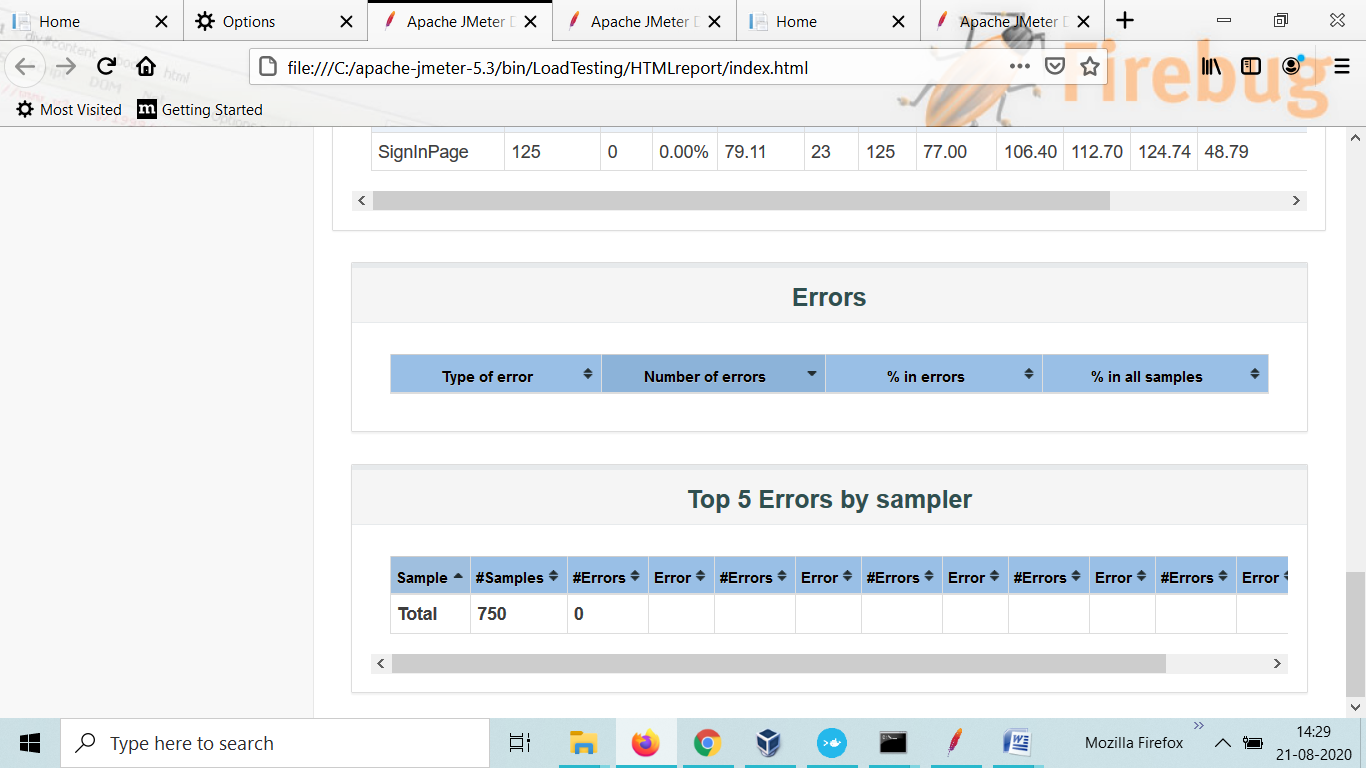 Home
Options
Apache JMeter D
Apache JMeter D
Home
Apache JMeter D
Firebug
file:///C:/apache-jmeter-5.3/bin/LoadTesting/HTMLreport/index.html
Most Visited
m Getting Started
SignInPage 125 0 0.00% 79.11 23 125 77.00 106.40 112.70 124.74 48.79
Errors
Type of error Number of errors % in errors % in all samples
Top 5 Errors by sampler
Sample #Samples #Errors Error #Errors Error #Errors Error #Errors Error #Errors Error
Total 750 0
Type here to search
Mozilla Firefox
14:29
21-08-2020